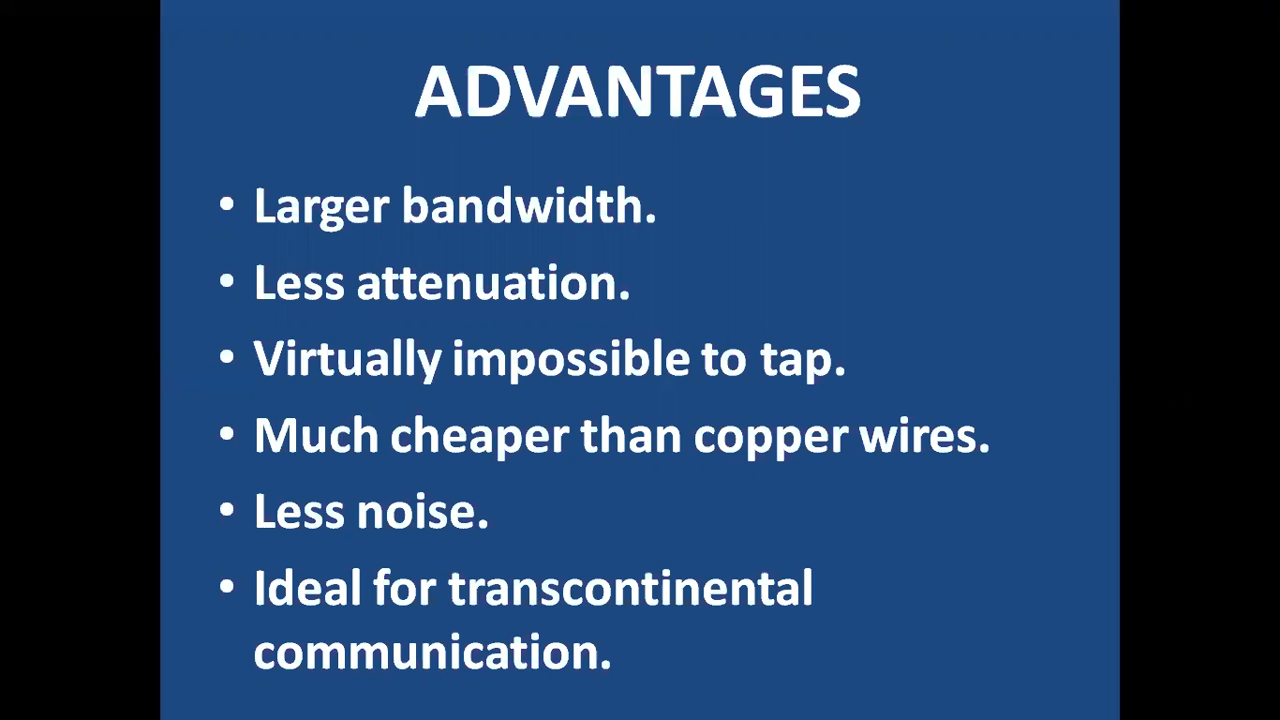 ADVANTAGES
• Larger bandwidth.
• Less attenuation.
• Virtually impossible to tap.
• Much cheaper than copper wires.
• Less noise.
• Ideal for transcontinental
communication.